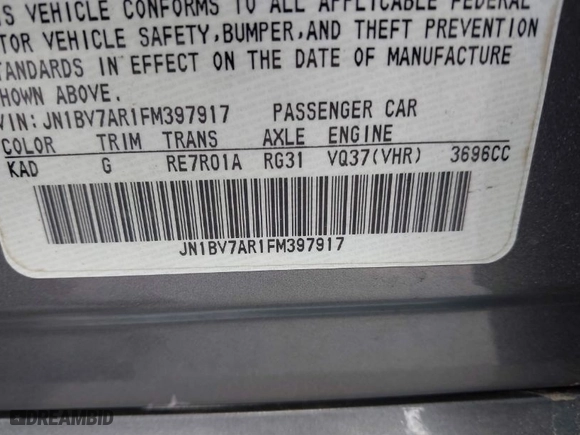 S VEHICLE CONFORMS TO ALL APPLICABLE FEDERAL
TOR VEHICLE SAFETY, BUMPER, AND THEFT PREVENTION
TANDARDS IN EFFECT ON THE DATE OF MANUFACTURE
HOWN ABOVE.
VIN: JN1BV7AR1FM397917 PASSENGER CAR
COLOR TRIM TRANS AXLE ENGINE
KAD G RE7R01A RG31 VQ37(VHR) 3696CC
JN1BV7AR1FM397917
DREAMBID